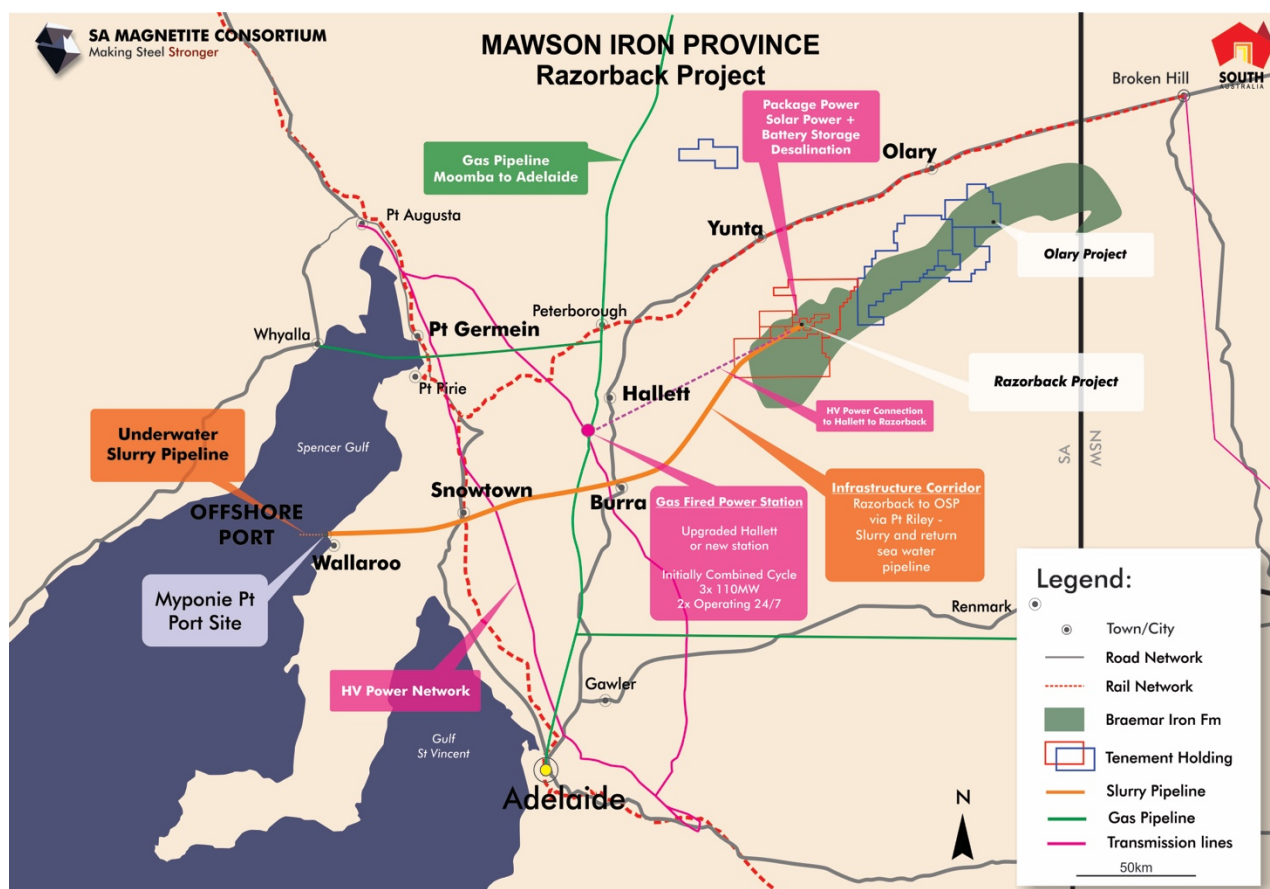 SA MAGNETITE CONSORTIUM
Making Steel Stronger
MAWSON IRON PROVINCE
Razorback Project
SOUTH
AUSTRALIA
Broken Hill
Package Power
Solar Power +
Battery Storage
Desalination
Gas Pipeline
Moomba to Adelaide
Olary
Pt Augusta
Yunta
Olary Project
Peterborough
Whyalla
Pt Germein
Pt Pirie
Razorback Project
Hallett
HV Power Connection
to Hallett to Razorback
Underwater
Slurry Pipeline
Spencer Gulf
SA
NSW
Snowtown
Burra
Gas Fired Power Station
Upgraded Hallett
or new station
Initially Combined Cycle
3x 110MW
2x Operating 24/7
Infrastructure Corridor
Razorback to OSP
via Pt Riley -
Slurry and return
sea water
pipeline
OFFSHORE
PORT
Wallaroo
Myponie Pt
Port Site
Renmark
HV Power Network
Gawler
Gulf
St Vincent
Adelaide
N
Legend:
Town/City
Road Network
Rail Network
Braemar Iron Fm
Tenement Holding
Slurry Pipeline
Gas Pipeline
Transmission lines
50km